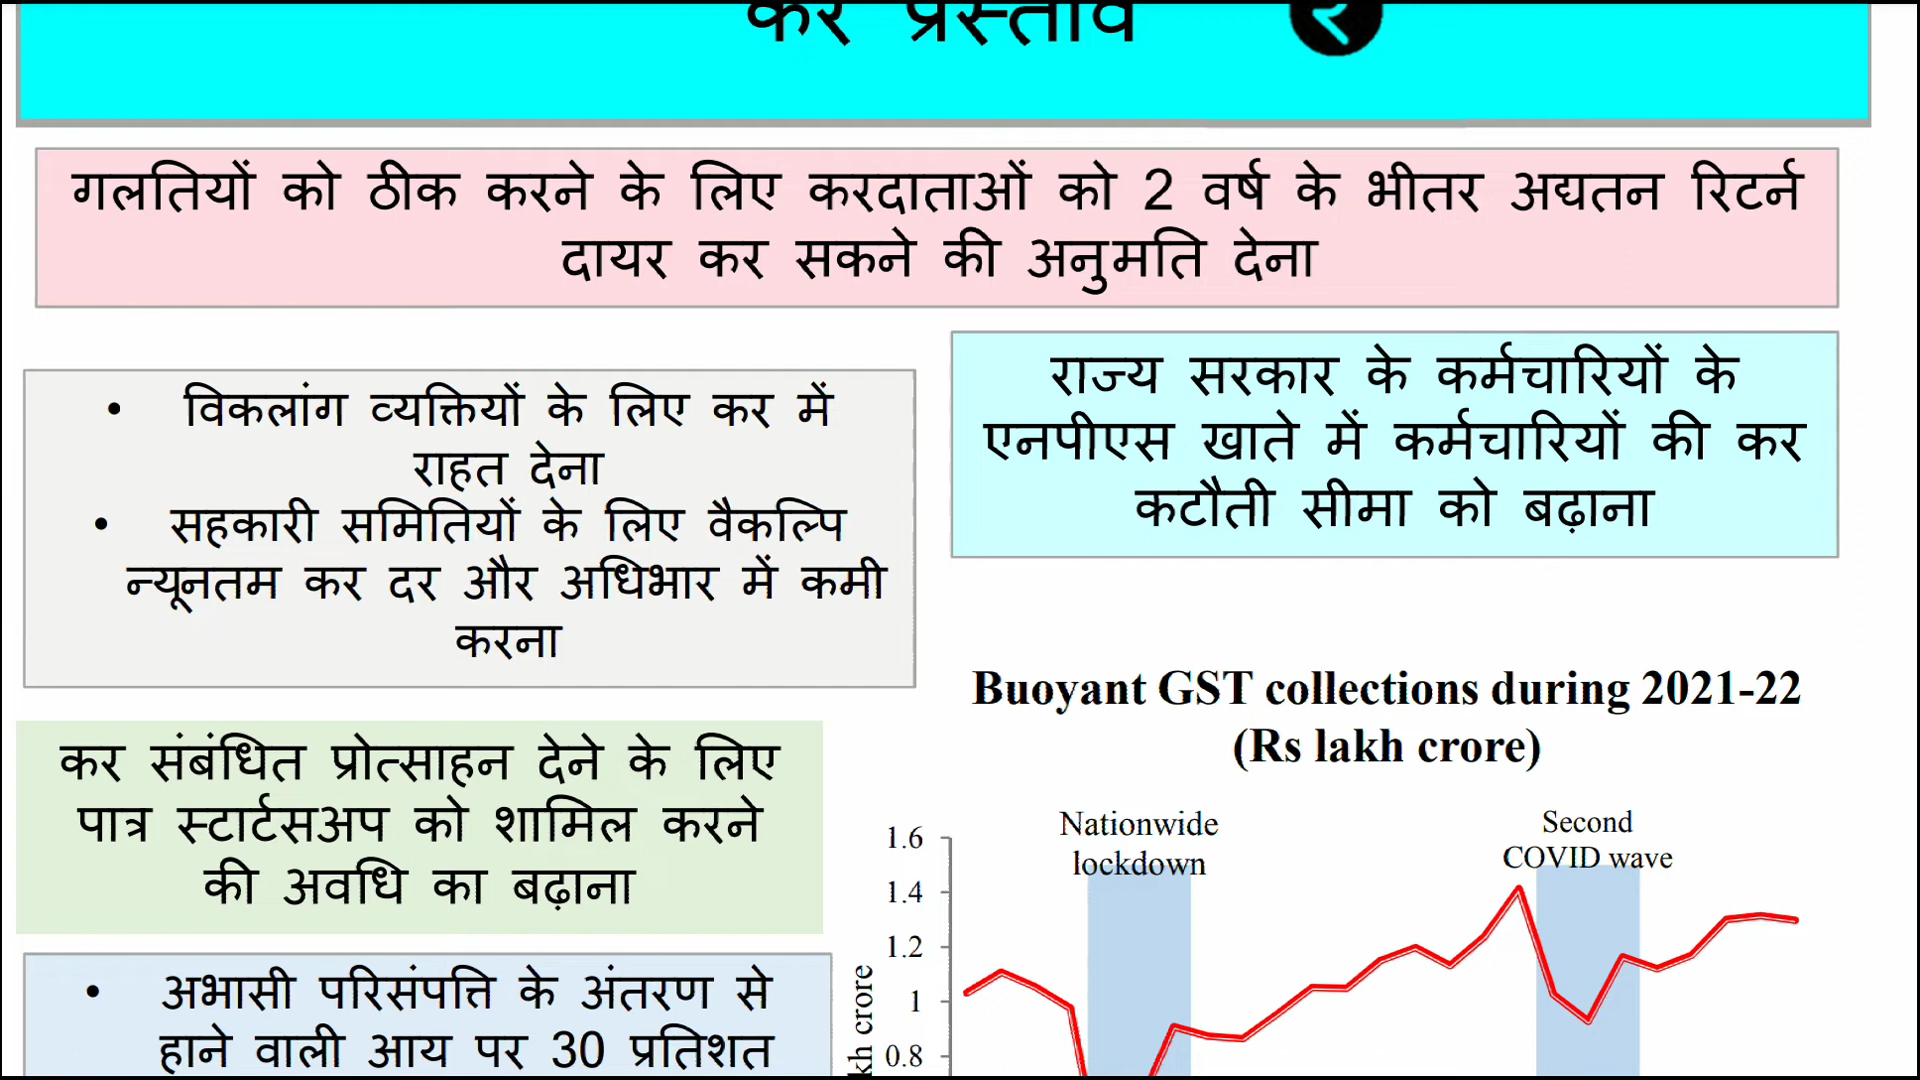 कर प्रस्ताव ₹
गलतियों को ठीक करने के लिए करदाताओं को 2 वर्ष के भीतर अद्यतन रिटर्न
दायर कर सकने की अनुमति देना
• विकलांग व्यक्तियों के लिए कर में
राहत देना
• सहकारी समितियों के लिए वैकल्पि
न्यूनतम कर दर और अधिभार में कमी
करना
राज्य सरकार के कर्मचारियों के
एनपीएस खाते में कर्मचारियों की कर
कटौती सीमा को बढ़ाना
कर संबंधित प्रोत्साहन देने के लिए
पात्र स्टार्टसअप को शामिल करने
की अवधि का बढ़ाना
• अभासी परिसंपत्ति के अंतरण से
हाने वाली आय पर 30 प्रतिशत
Buoyant GST collections during 2021-22
(Rs lakh crore)
Nationwide
lockdown
Second
COVID wave
1.6
1.4
1.2
1
0.8
kh crore